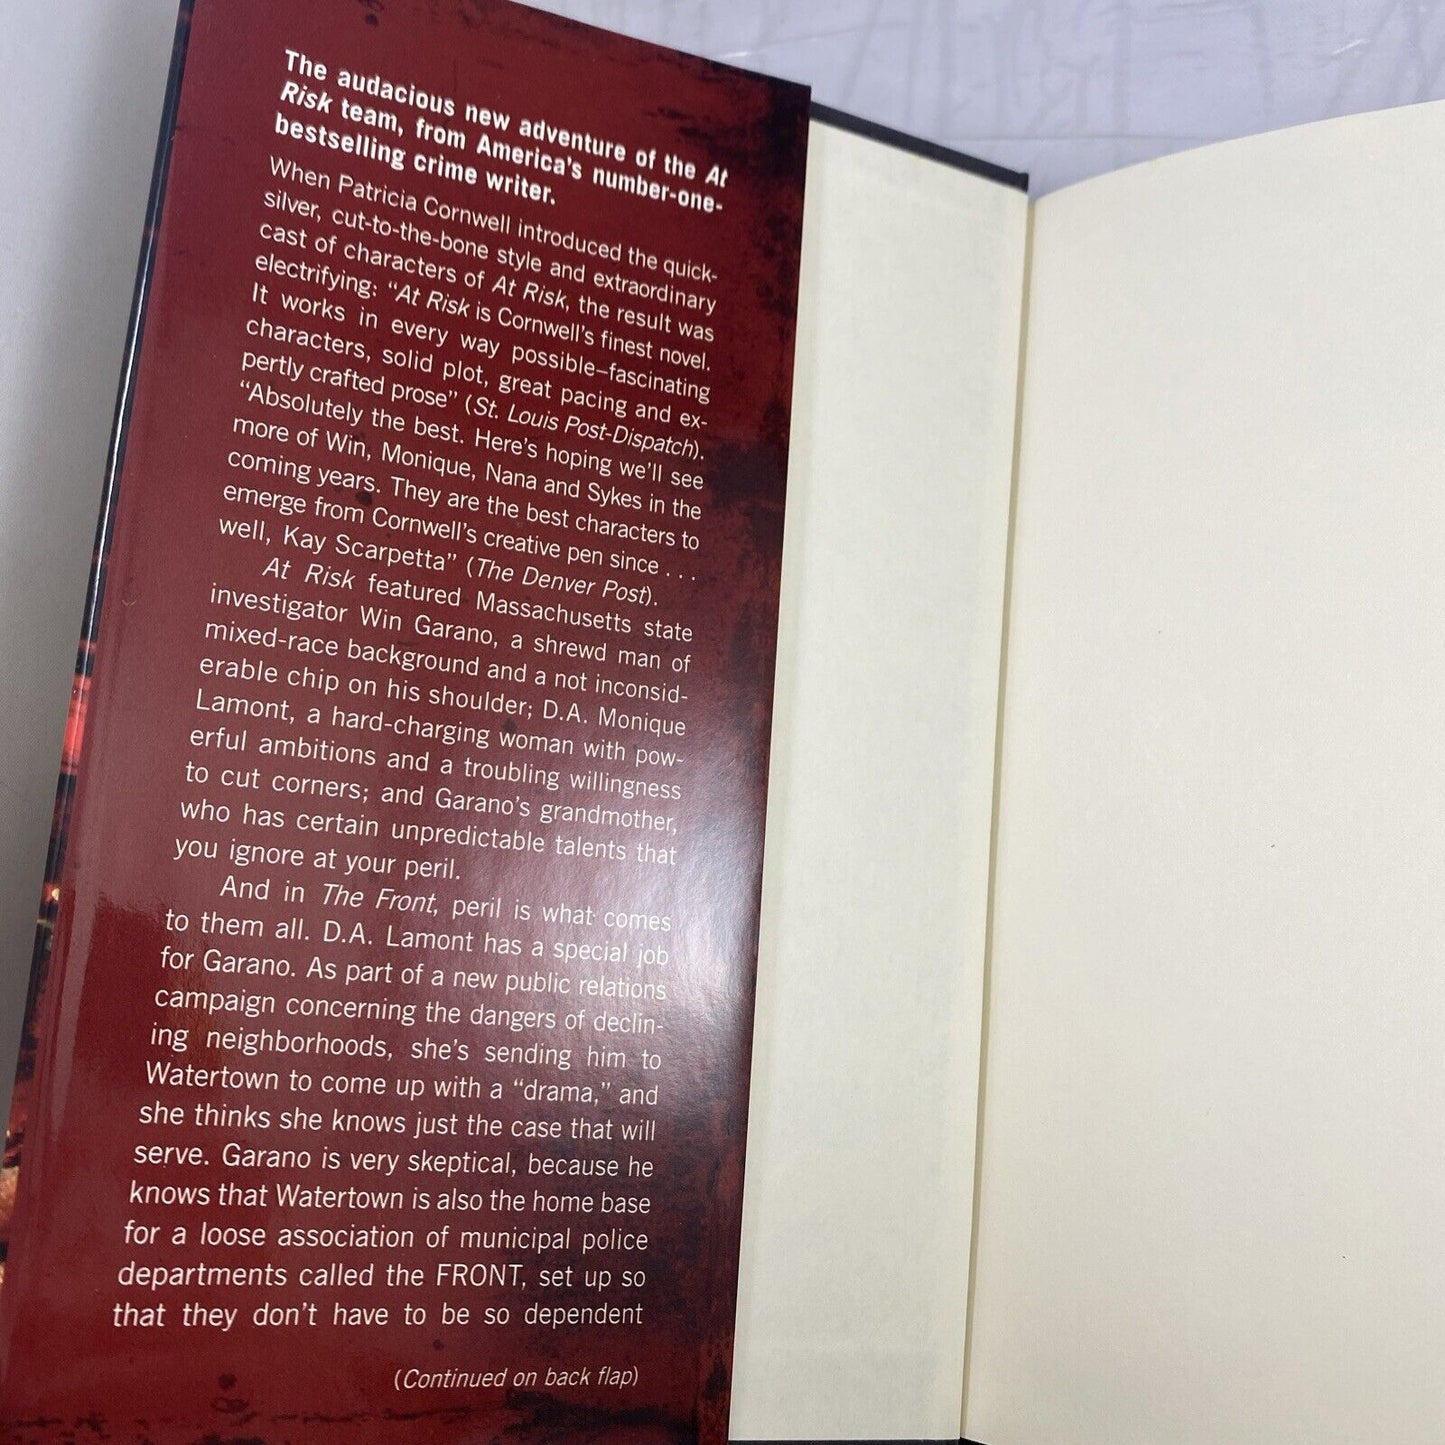 The audacious new adventure of the At
Risk team, from America's number-one-
bestselling crime writer.
When Patricia Cornwell introduced the quick-
silver, cut-to-the-bone style and extraordinary
cast of characters of At Risk, the result was
electrifying: “At Risk is Cornwell's finest novel.
It works in every way possible–fascinating
characters, solid plot, great pacing and ex-
pertly crafted prose” (St. Louis Post-Dispatch).
“Absolutely the best. Here's hoping we'll see
more of Win, Monique, Nana and Sykes in the
coming years. They are the best characters to
emerge from Cornwell's creative pen since . . .
well, Kay Scarpetta” (The Denver Post).
At Risk featured Massachusetts state
investigator Win Garano, a shrewd man of
mixed-race background and a not inconsid-
erable chip on his shoulder; D.A. Monique
Lamont, a hard-charging woman with pow-
erful ambitions and a troubling willingness
to cut corners; and Garano's grandmother,
who has certain unpredictable talents that
you ignore at your peril.
And in The Front, peril is what comes
to them all. D.A. Lamont has a special job
for Garano. As part of a new public relations
campaign concerning the dangers of declin-
ing neighborhoods, she's sending him to
Watertown to come up with a “drama,” and
she thinks she knows just the case that will
serve. Garano is very skeptical, because he
knows that Watertown is also the home base
for a loose association of municipal police
departments called the FRONT, set up so
that they don't have to be so dependent
(Continued on back flap)